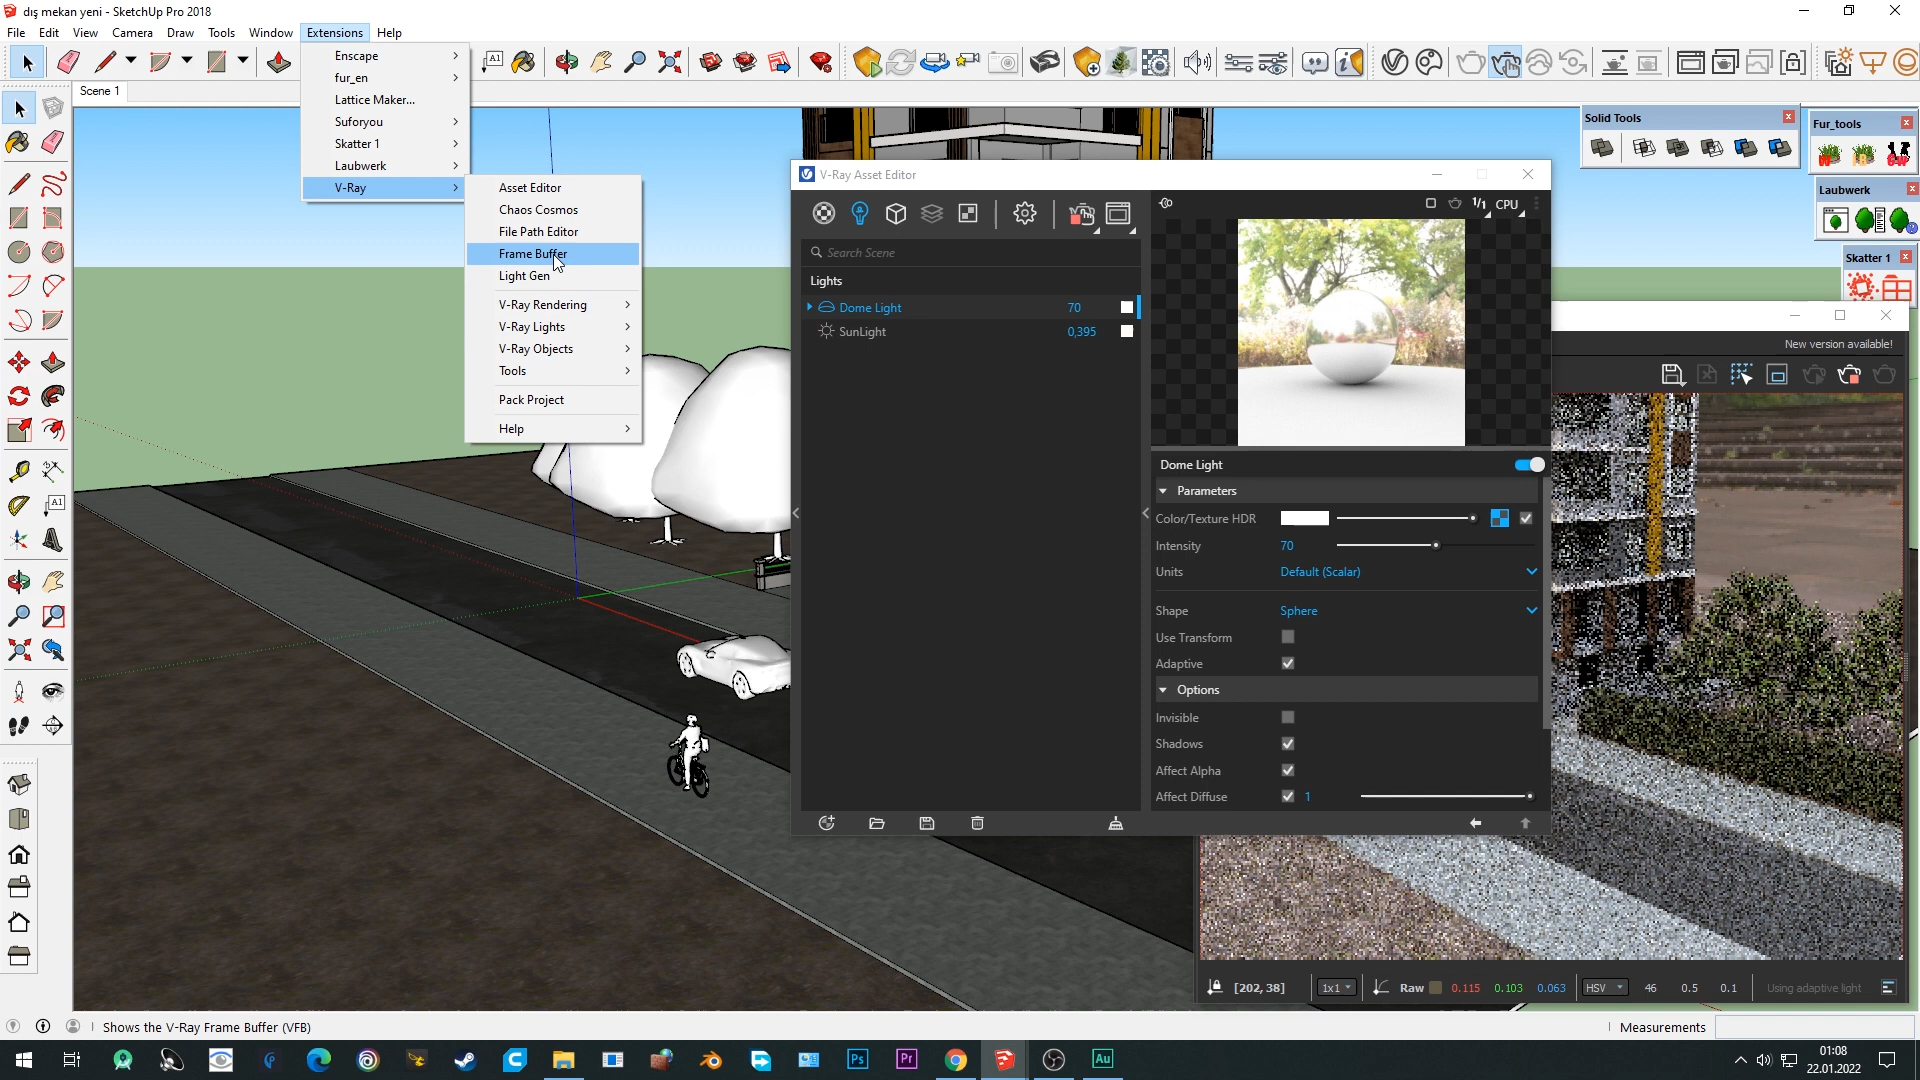 dış mekan yeni - SketchUp Pro 2018
File Edit View Camera Draw Tools Window Extensions Help
Scene 1
Enscape
fur_en
Lattice Maker...
Suforyou
Skatter 1
Laubwerk
V-Ray
Asset Editor
Chaos Cosmos
File Path Editor
Frame Buffer
Light Gen
V-Ray Rendering
V-Ray Lights
V-Ray Objects
Tools
Pack Project
Help
V-Ray Asset Editor
1/1 CPU
Search Scene
Lights
Dome Light 70
SunLight 0,395
Dome Light
Parameters
Color/Texture HDR
Intensity 70
Units Default (Scalar)
Shape Sphere
Use Transform
Adaptive
Options
Invisible
Shadows
Affect Alpha
Affect Diffuse 1
Solid Tools
Fur_tools
Laubwerk
Skatter 1
New version available!
[202, 38] 1x1 Raw 0.115 0.103 0.063 HSV 46 0.5 0.1 Using adaptive light
Shows the V-Ray Frame Buffer (VFB)
Measurements
Ps Pr Au
01:08
22.01.2022